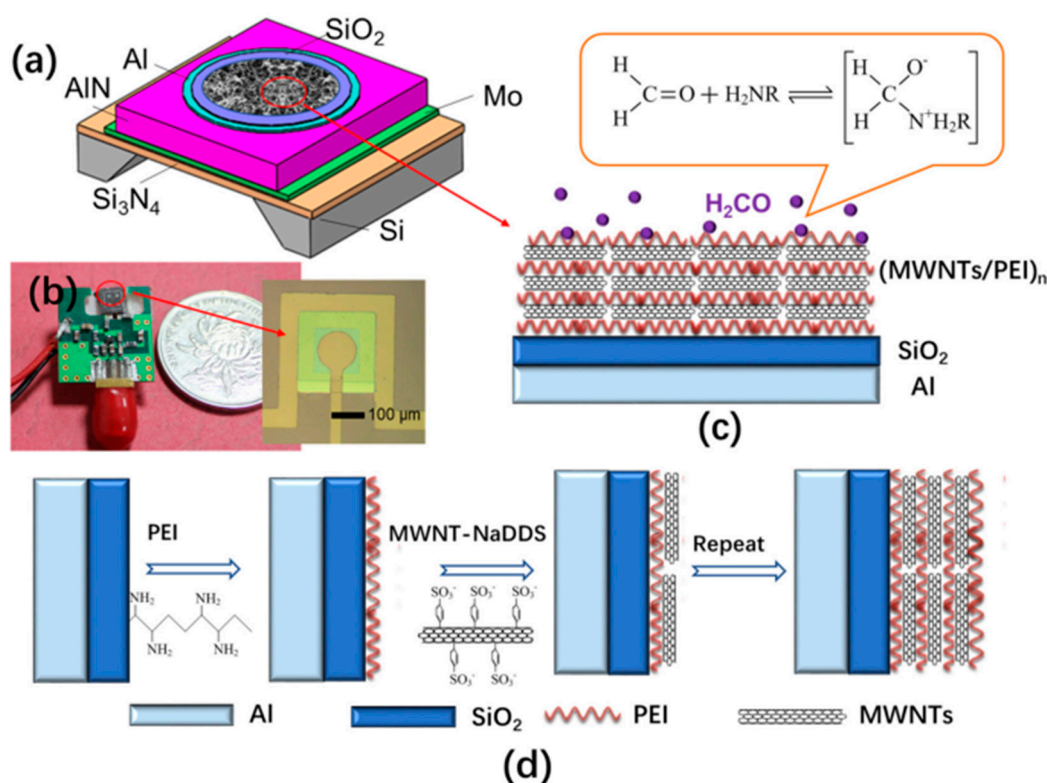 (a)
SiO₂
Al
AlN
Mo
Si₃N₄
Si
H
H
C=O + H₂NR ⇌
H
H
C
O⁻
N⁺H₂R
H₂CO
(MWNTs/PEI)ₙ
SiO₂
Al
(c)
(b)
100 μm
PEI
NH₂ NH₂
NH₂ NH₂
MWNT-NaDDS
SO₃⁻ SO₃⁻ SO₃⁻
SO₃⁻ SO₃⁻
Repeat
Al
SiO₂
PEI
MWNTs
(d)